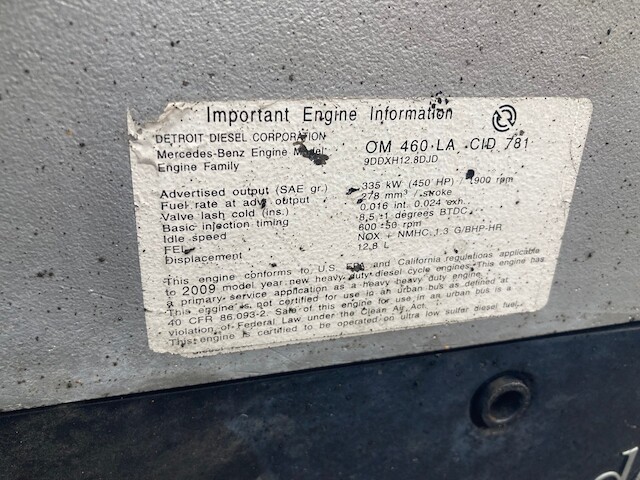 Important Engine Information
DETROIT DIESEL CORPORATION
Mercedes-Benz Engine Model OM 460 LA CID 781
Engine Family 9DDXH12.8DJD
Advertised output (SAE gr.) 335 kW (450 HP) / 1900 rpm
Fuel rate at adv. output 278 mm³ / stroke
Valve lash cold (ins.) 0.016 int. 0.024 exh.
Basic injection timing 8.5 ±1 degrees BTDC
Idle speed 600 ±50 rpm
FEL NOX + NMHC 1.3 G/BHP-HR
Displacement 12.8 L
This engine conforms to U.S. EPA and California regulations applicable
to 2009 model year new heavy duty diesel cycle engines. This engine has
a primary service application as a heavy heavy duty engine.
This engine is not certified for use in an urban bus as defined at
40 CFR 86.093-2. Sale of this engine for use in an urban bus is a
violation of Federal Law under the Clean Air Act.
This engine is certified to be operated on ultra low sulfur diesel fuel.